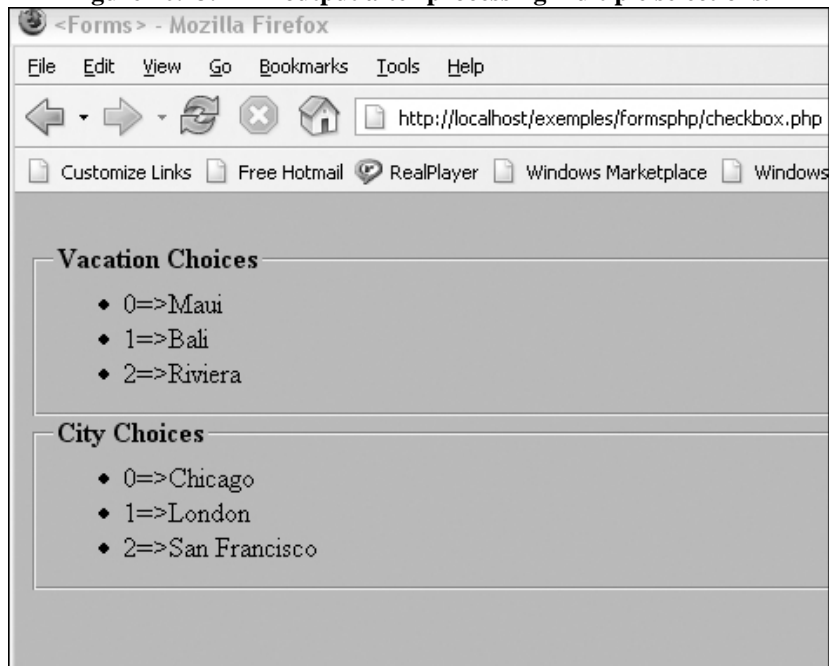 <Forms> - Mozilla Firefox
File Edit View Go Bookmarks Tools Help
http://localhost/exemples/formsphp/checkbox.php
Customize Links Free Hotmail RealPlayer Windows Marketplace Windows
Vacation Choices
0=>Maui
1=>Bali
2=>Riviera
City Choices
0=>Chicago
1=>London
2=>San Francisco